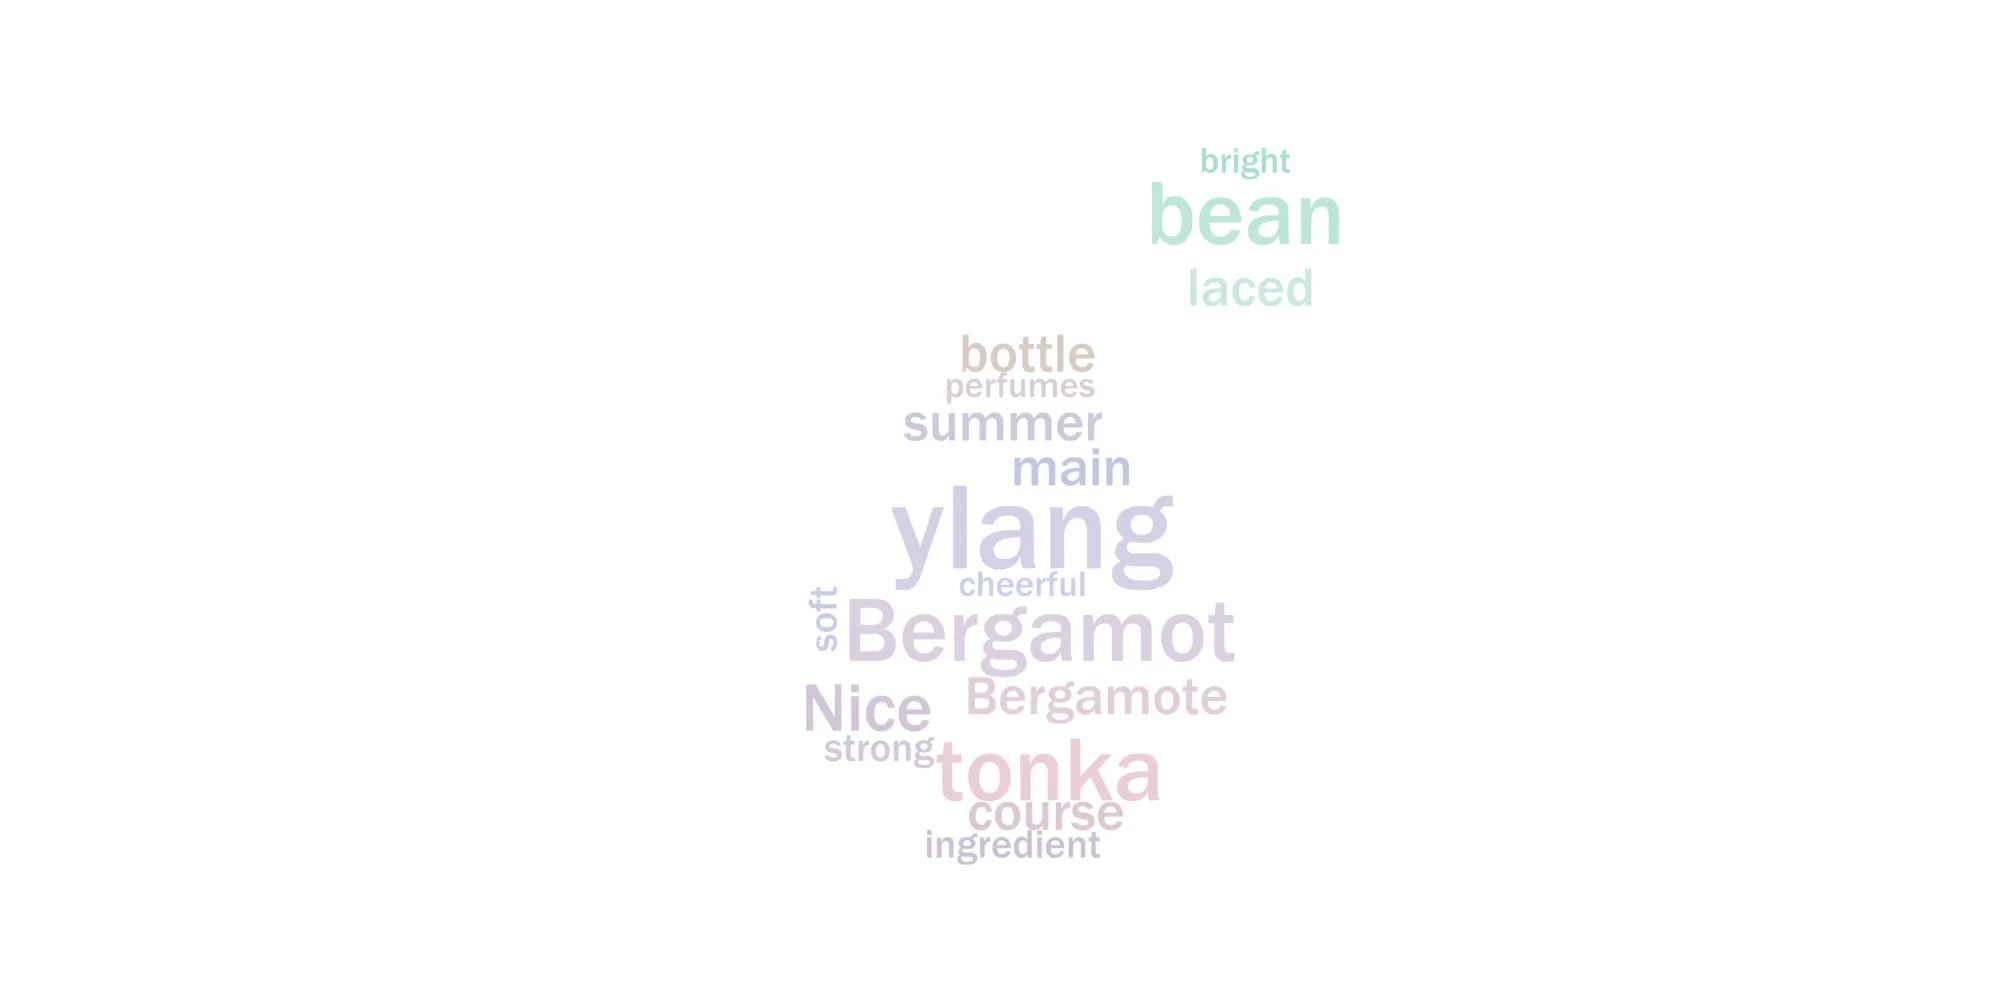 bright
bean
laced
bottle
perfumes
summer
main
ylang
cheerful
soft
Bergamot
Nice
Bergamote
strong
tonka
course
ingredient